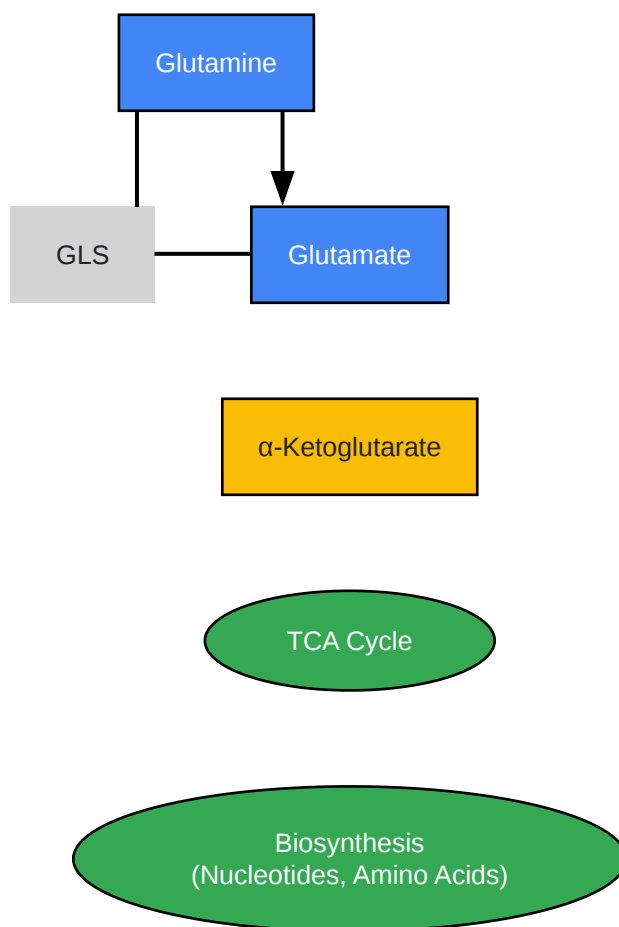 Glutamine
GLS
Glutamate
α-Ketoglutarate
TCA Cycle
Biosynthesis
(Nucleotides, Amino Acids)